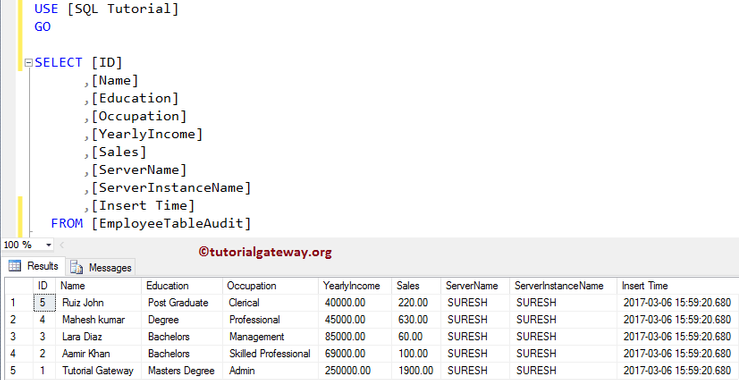 USE [SQL Tutorial]
GO
SELECT [ID]
,[Name]
,[Education]
,[Occupation]
,[YearlyIncome]
,[Sales]
,[ServerName]
,[ServerInstanceName]
,[Insert Time]
FROM [EmployeeTableAudit]
100 %
©tutorialgateway.org
Results Messages
ID Name Education Occupation YearlyIncome Sales ServerName ServerInstanceName Insert Time
1 5 Ruiz John Post Graduate Clerical 40000.00 220.00 SURESH SURESH 2017-03-06 15:59:20.680
2 4 Mahesh kumar Degree Professional 45000.00 630.00 SURESH SURESH 2017-03-06 15:59:20.680
3 3 Lara Diaz Bachelors Management 85000.00 60.00 SURESH SURESH 2017-03-06 15:59:20.680
4 2 Aamir Khan Bachelors Skilled Professional 69000.00 100.00 SURESH SURESH 2017-03-06 15:59:20.680
5 1 Tutorial Gateway Masters Degree Admin 250000.00 1900.00 SURESH SURESH 2017-03-06 15:59:20.680